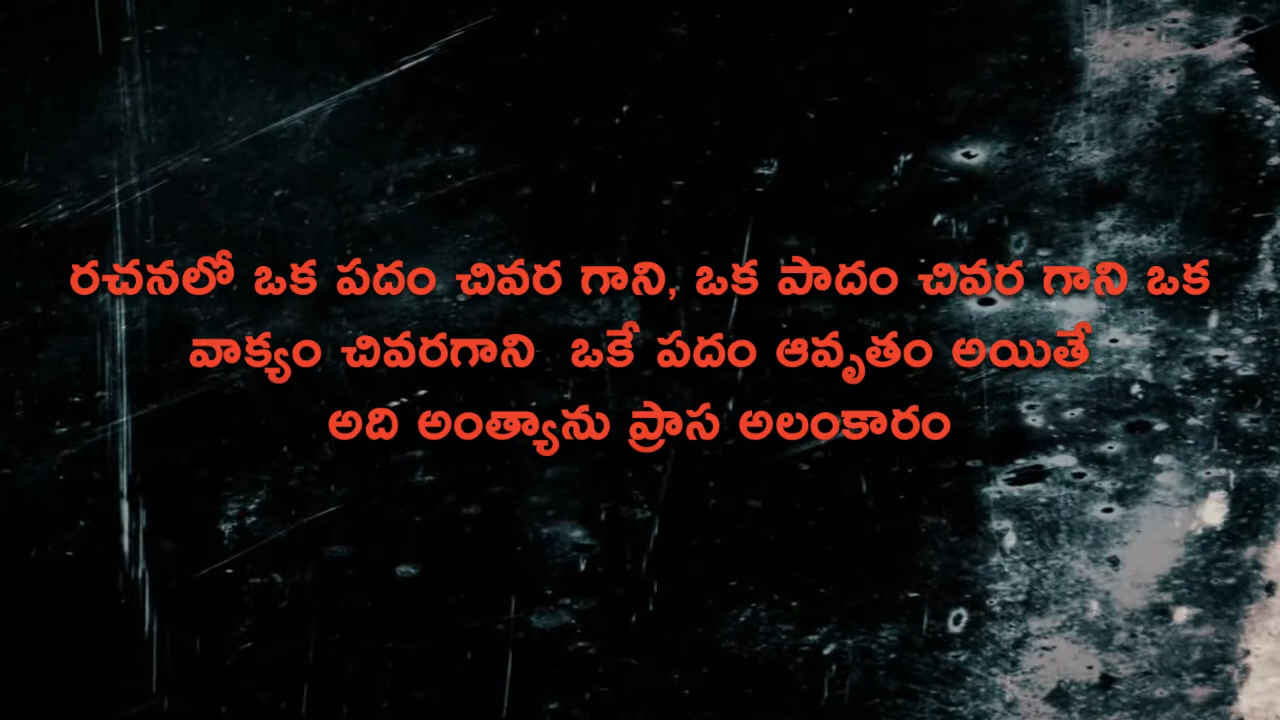 రచనలో ఒక పదం చివర గాని, ఒక పాదం చివర గాని ఒక
వాక్యం చివరగాని  ఒకే పదం ఆవృతం అయితే
అది అంత్యాను ప్రాస అలంకారం